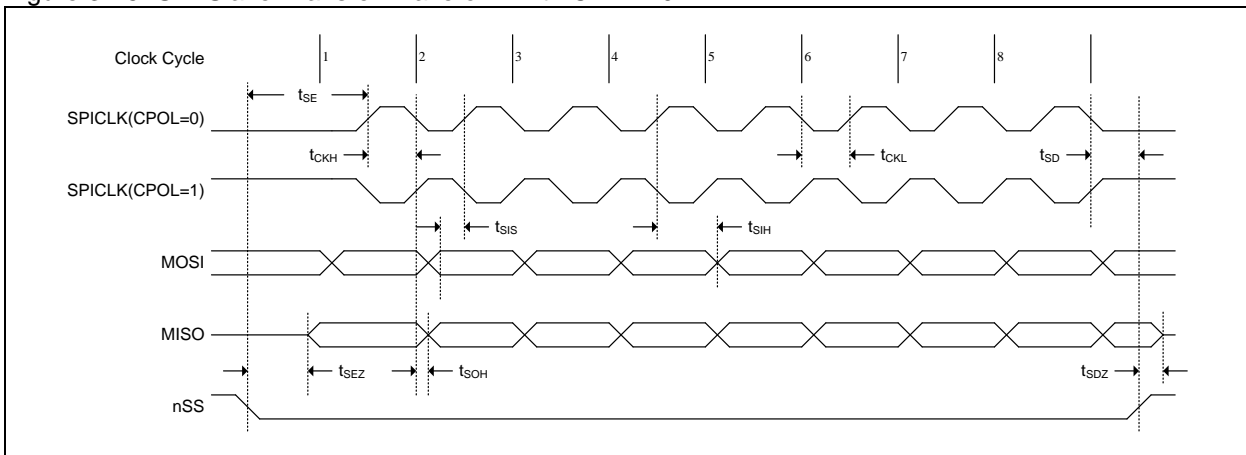 Clock Cycle
1 2 3 4 5 6 7 8
tSE
SPICLK(CPOL=0)
tCKH tCKL tSD
SPICLK(CPOL=1)
tSIS tSIH
MOSI
MISO
tSEZ tSOH tSDZ
nSS